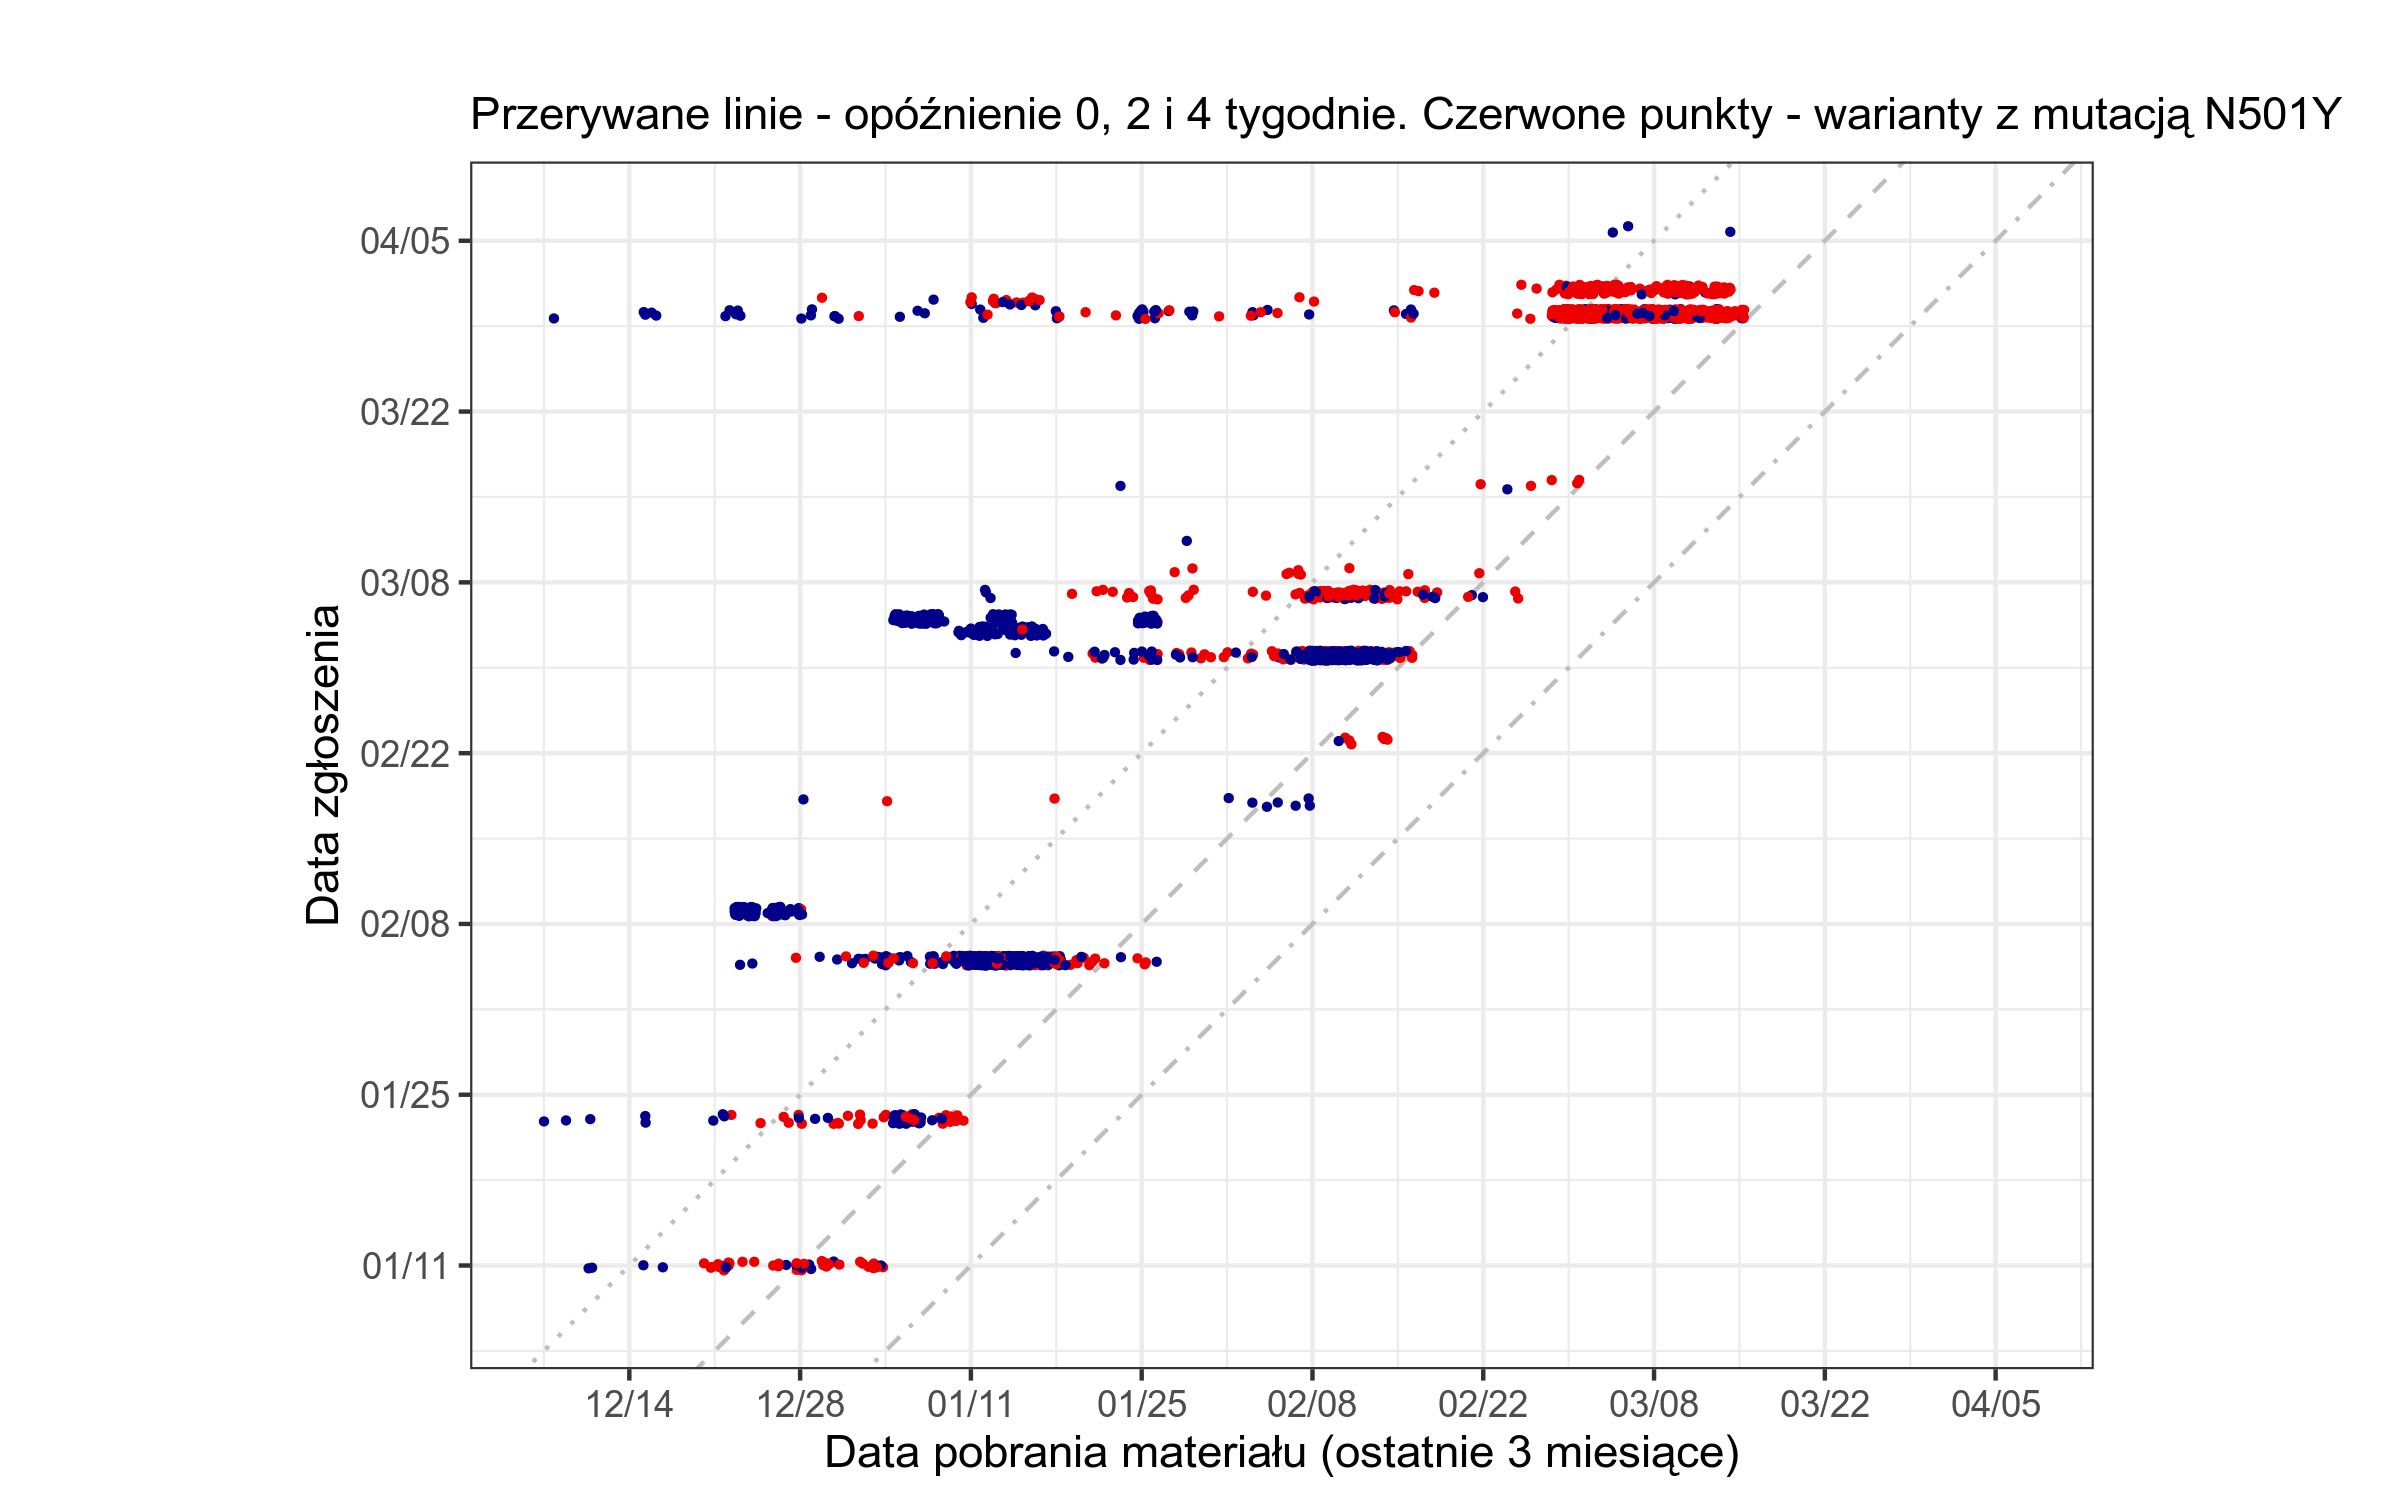 Przerywane linie - opóźnienie 0, 2 i 4 tygodnie. Czerwone punkty - warianty z mutacją N501Y
Data zgłoszenia
04/05
03/22
03/08
02/22
02/08
01/25
01/11
12/14 12/28 01/11 01/25 02/08 02/22 03/08 03/22 04/05
Data pobrania materiału (ostatnie 3 miesiące)